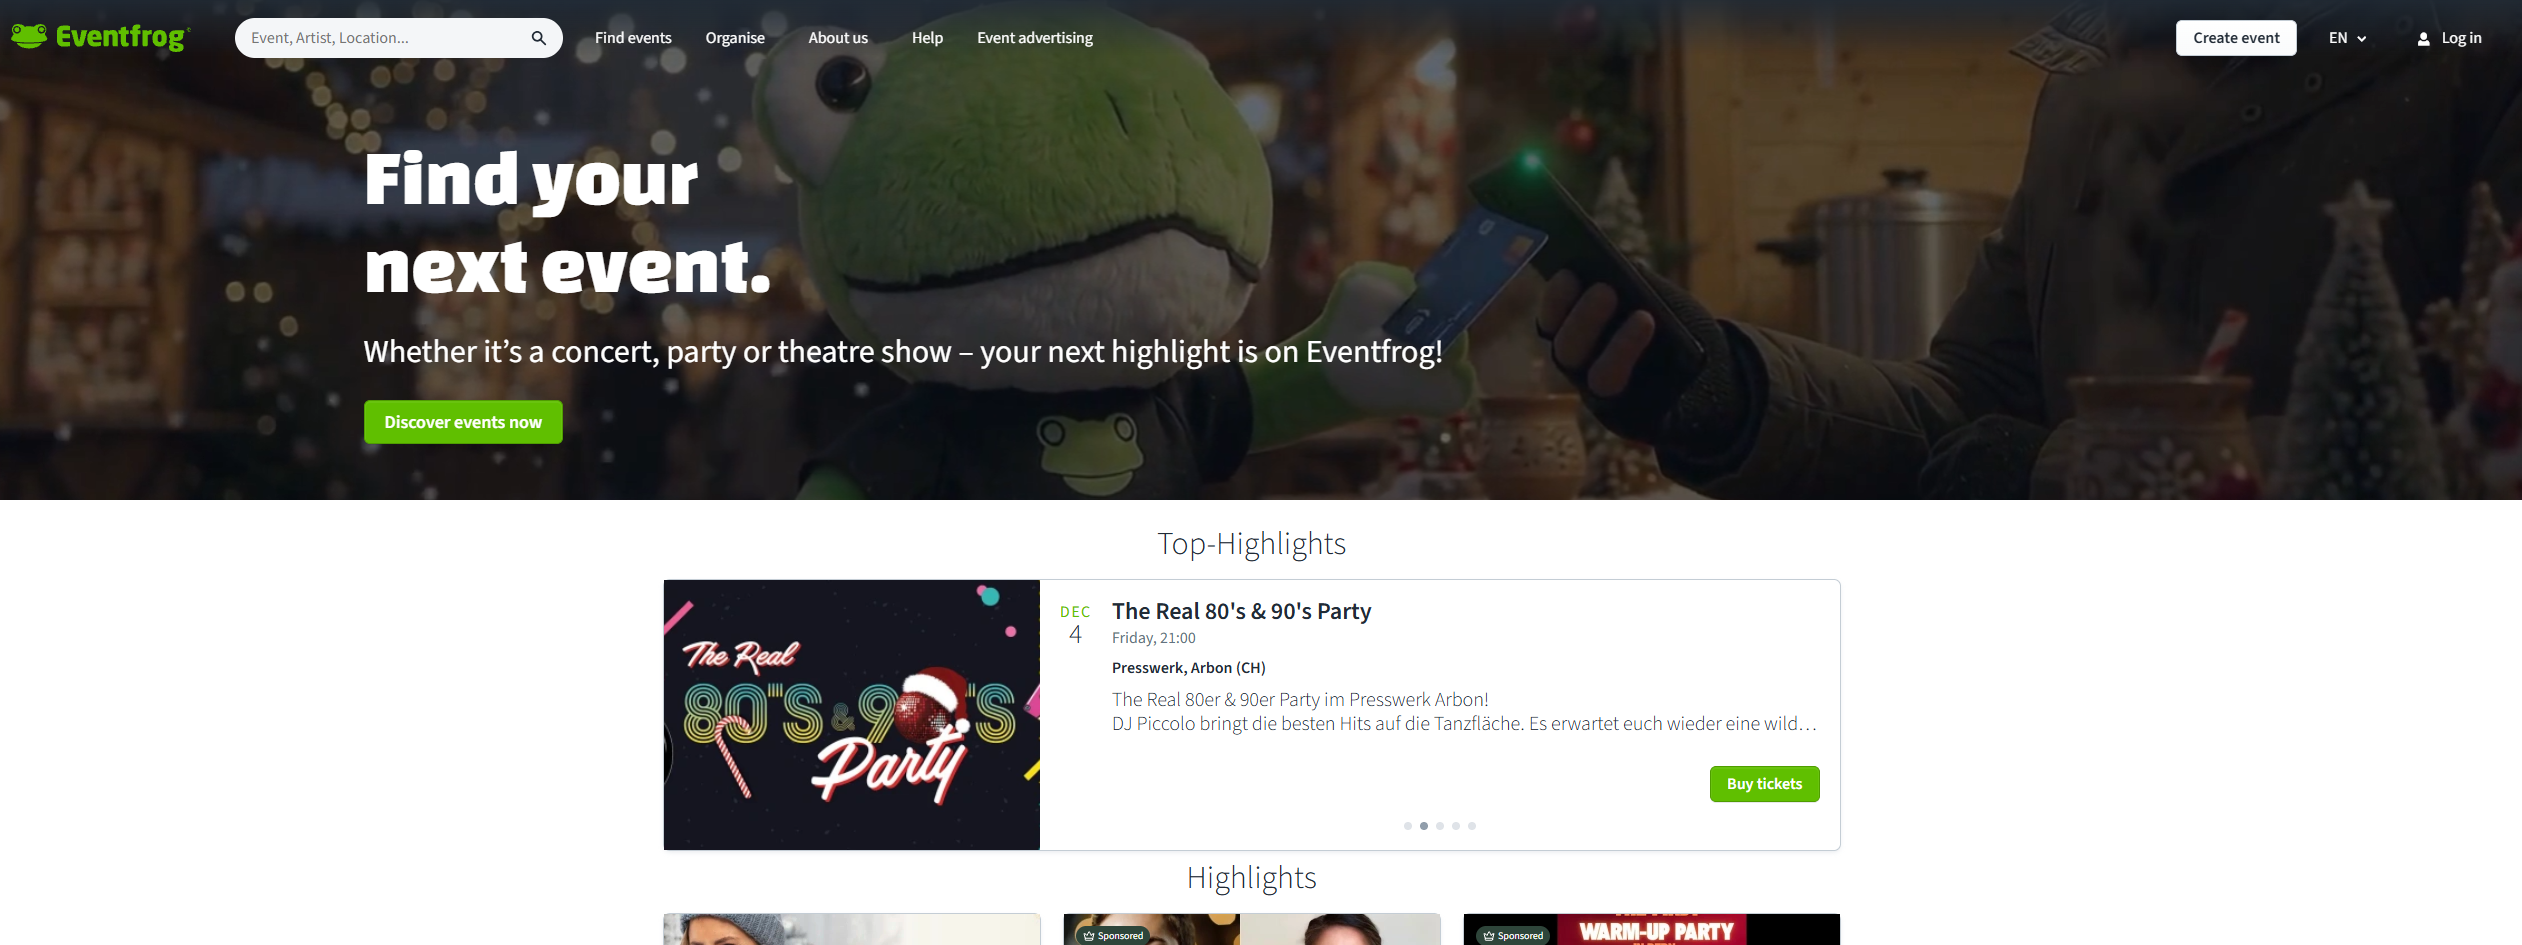 Eventfrog
Event, Artist, Location...
Find events
Organise
About us
Help
Event advertising
Create event
EN
Log in
Find your
next event.
Whether it’s a concert, party or theatre show – your next highlight is on Eventfrog!
Discover events now
Top-Highlights
The Real
80's & 90's
Party
DEC
4
The Real 80's & 90's Party
Friday, 21:00
Presswerk, Arbon (CH)
The Real 80er & 90er Party im Presswerk Arbon!
DJ Piccolo bringt die besten Hits auf die Tanzfläche. Es erwartet euch wieder eine wild…
Buy tickets
Highlights
Sponsored
Sponsored
WARM-UP PARTY